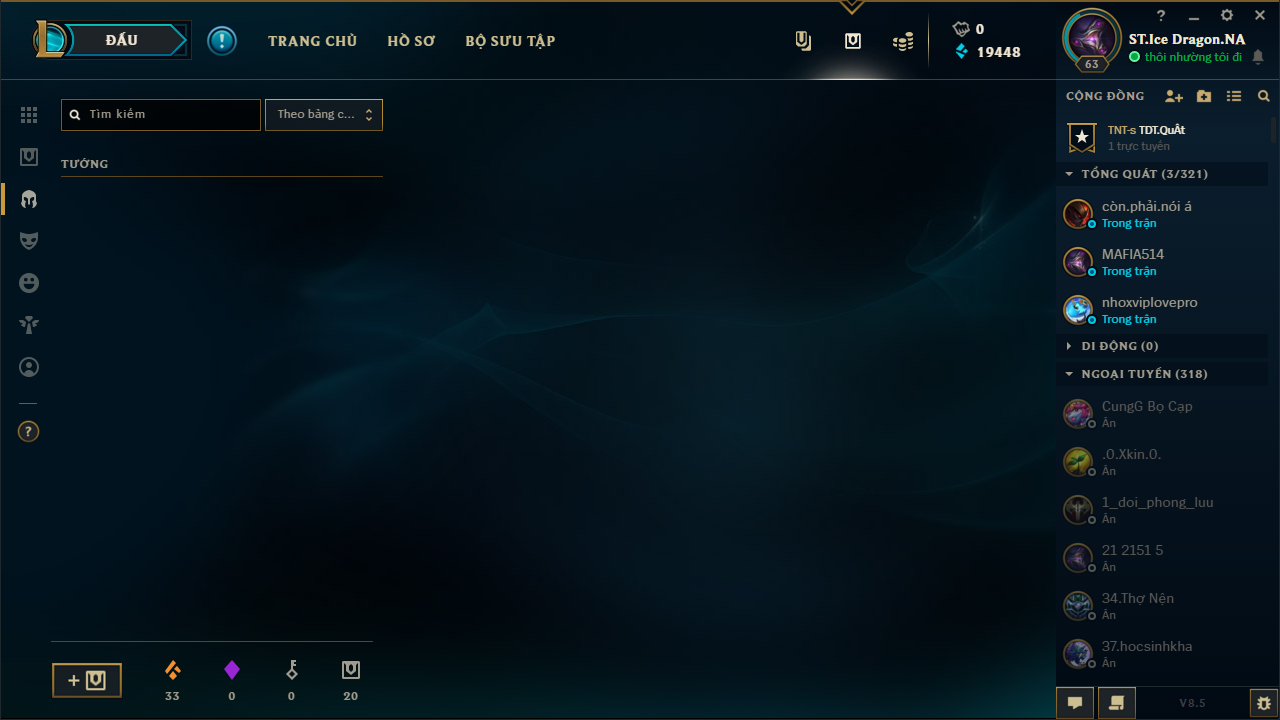 ĐẤU
TRANG CHỦ
HỒ SƠ
BỘ SƯU TẬP
0
19448
63
ST.Ice Dragon.NA
thôi nhường tôi đi
Tìm kiếm
Theo bảng c...
TƯỚNG
33
0
0
20
CỘNG ĐỒNG
TNT-s TDT.QuÂt
1 trực tuyến
TỔNG QUÁT (3/321)
còn.phải.nói á
Trong trận
MAFIA514
Trong trận
nhoxviplovepro
Trong trận
DI ĐỘNG (0)
NGOẠI TUYẾN (318)
CungG Bọ Cạp
Ẩn
.O.Xkin.O.
Ẩn
1_doi_phong_luu
Ẩn
21 2151 5
Ẩn
34.Thợ Nện
Ẩn
37.hocsinhkha
Ẩn
V8.5